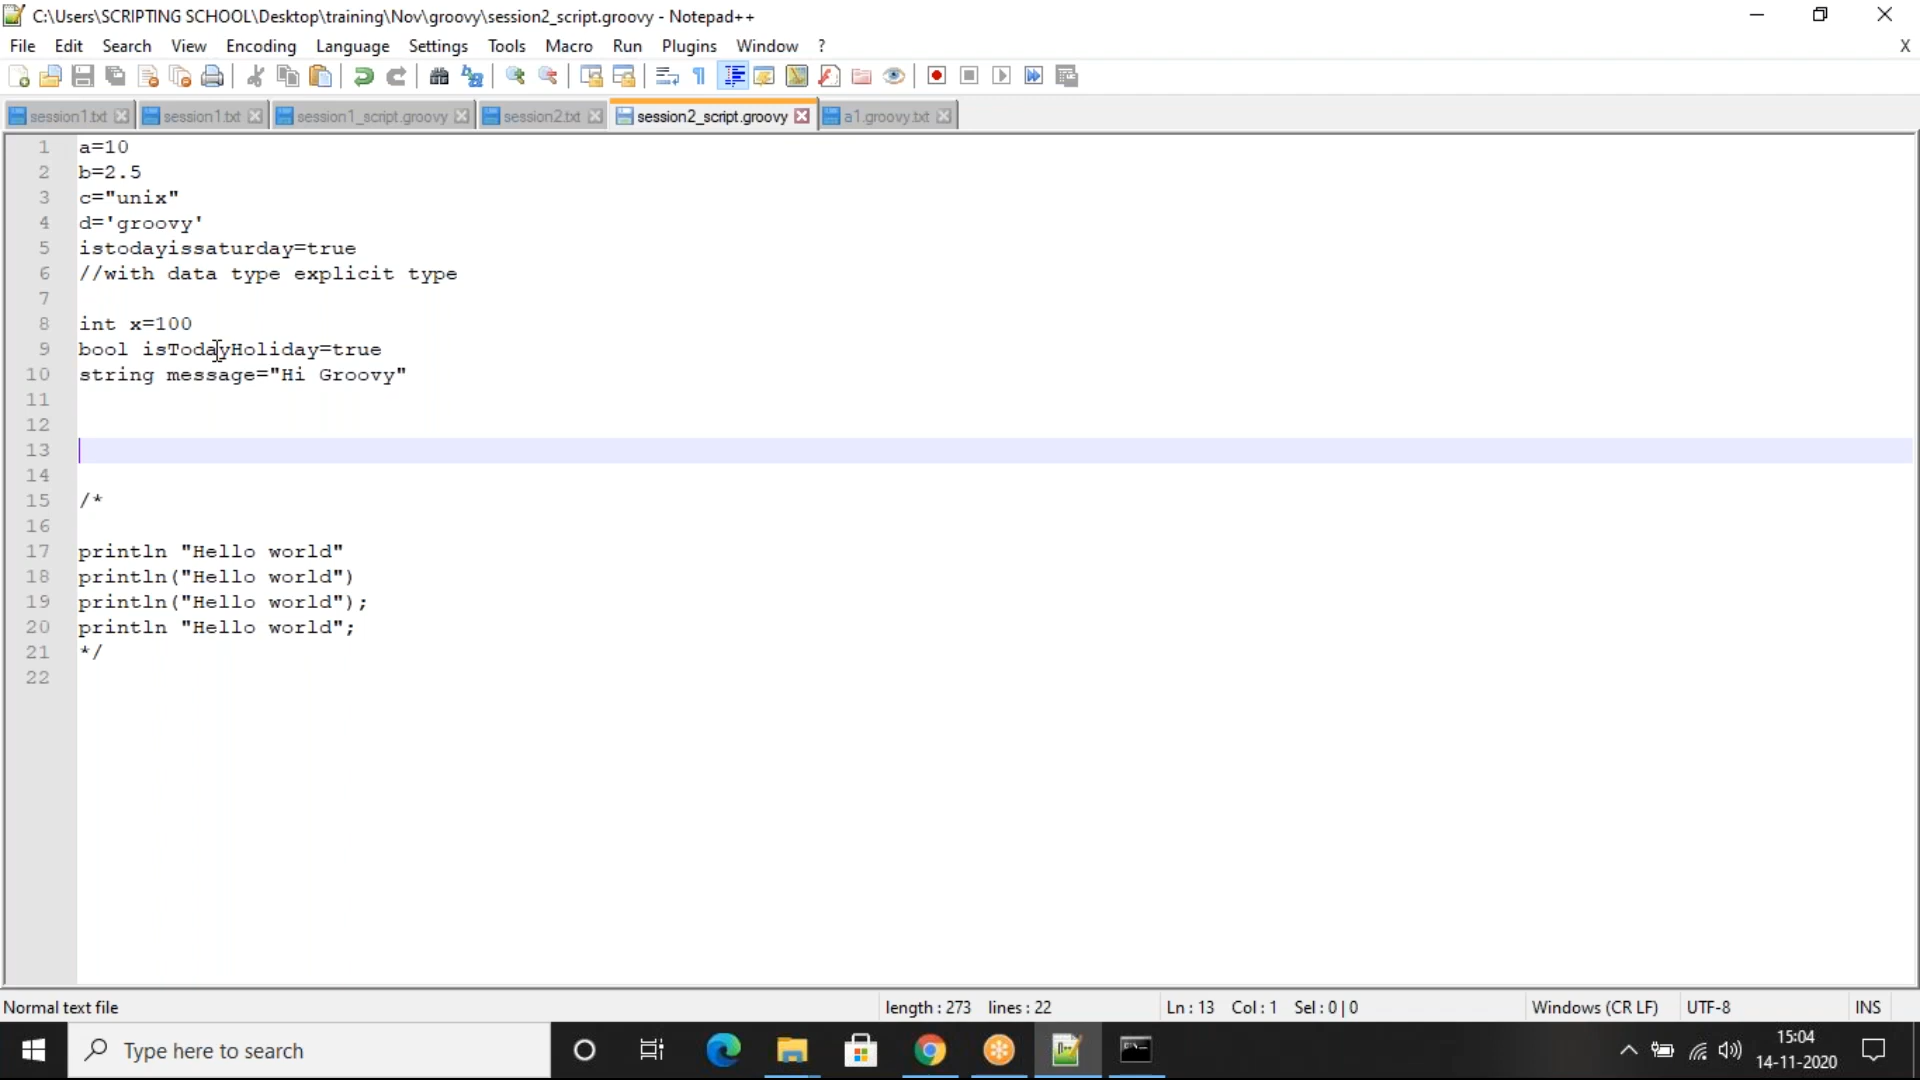 C:\Users\SCRIPTING SCHOOL\Desktop\training\Nov\groovy\session2_script.groovy - Notepad++
File Edit Search View Encoding Language Settings Tools Macro Run Plugins Window ? X
session1.txt session1.txt session1_script.groovy session2.txt session2_script.groovy a1.groovy.txt
1 a=10
2 b=2.5
3 c="unix"
4 d='groovy'
5 istodayissaturday=true
6 //with data type explicit type
7
8 int x=100
9 bool isTodayHoliday=true
10 string message="Hi Groovy"
11
12
13
14
15 /*
16
17 println "Hello world"
18 println("Hello world")
19 println("Hello world");
20 println "Hello world";
21 */
22
Normal text file length : 273 lines : 22 Ln : 13 Col : 1 Sel : 0 | 0 Windows (CR LF) UTF-8 INS
Type here to search
15:04
14-11-2020